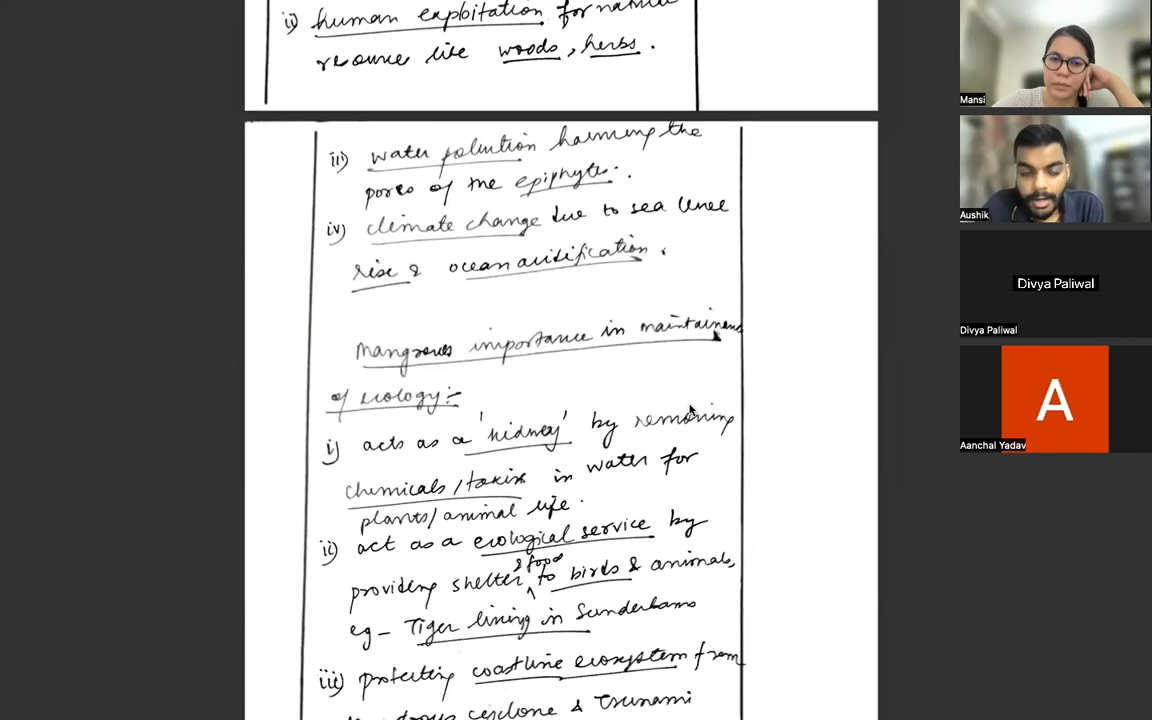 ii) human exploitation for natural
resource like woods, herbs.
iii) water pollution harming the
pores of the epiphytes.
iv) climate change due to sea level
rise & ocean acidification.
Mangroves importance in maintainence
of ecology:-
i) acts as a 'kidney' by removing
chemicals/toxins in water for
plants/animal life.
ii) act as a ecological service by
& food
providing shelter to birds & animals,
eg- Tiger living in Sunderbans
iii) protecting coastline ecosystem from
cyclone & Tsunami
Mansi
Aushik
Divya Paliwal
Divya Paliwal
A
Aanchal Yadav